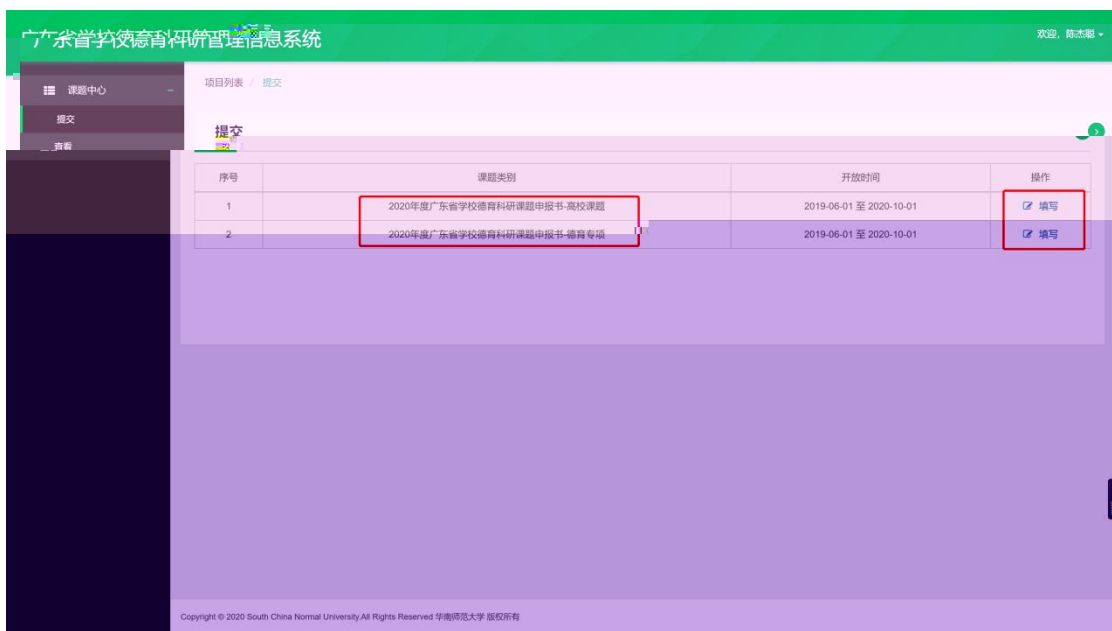 广东省学校德育科研管理信息系统
欢迎, 陈杰聪
课题中心
提交
查看
项目列表 / 提交
提交
序号 课题类别 开放时间 操作
1 2020年度广东省学校德育科研课题申报书-高校课题 2019-06-01 至 2020-10-01 填写
2 2020年度广东省学校德育科研课题申报书-德育专项 2019-06-01 至 2020-10-01 填写
Copyright © 2020 South China Normal University.All Rights Reserved 华南师范大学 版权所有